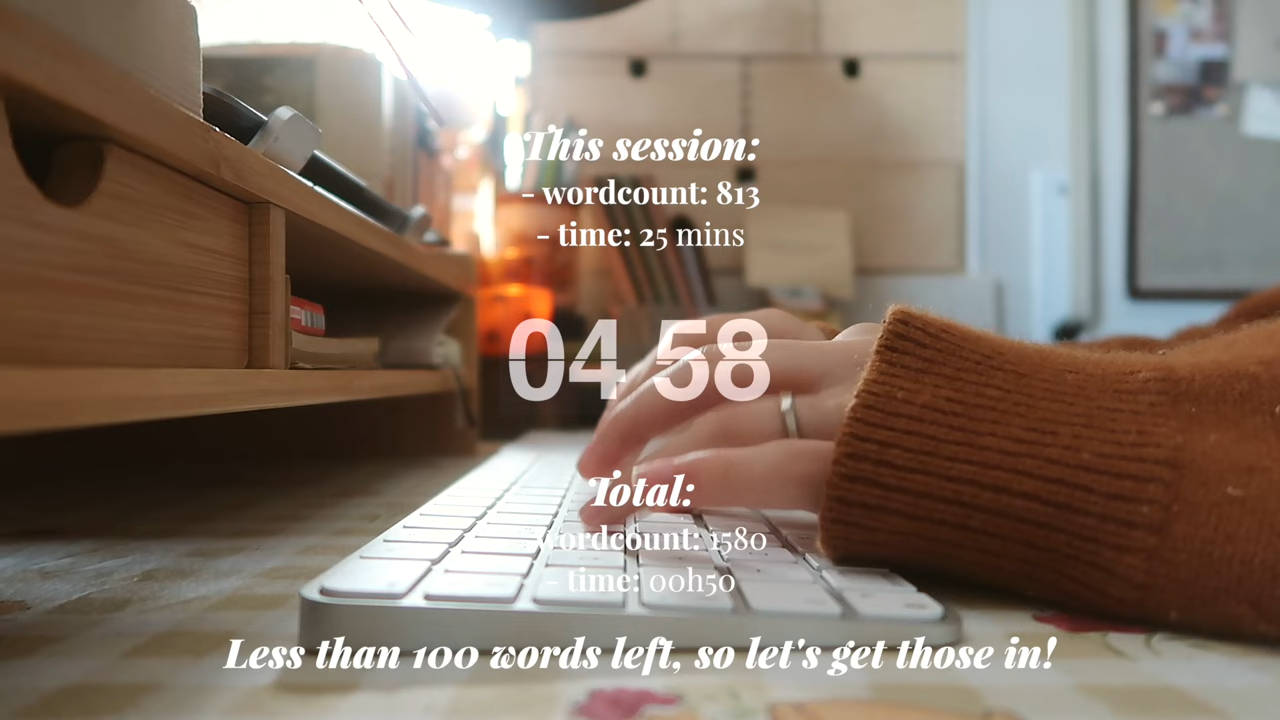 This session:
- wordcount: 813
- time: 25 mins
04 58
Total:
- wordcount: 1580
- time: 00h50
Less than 100 words left, so let's get those in!